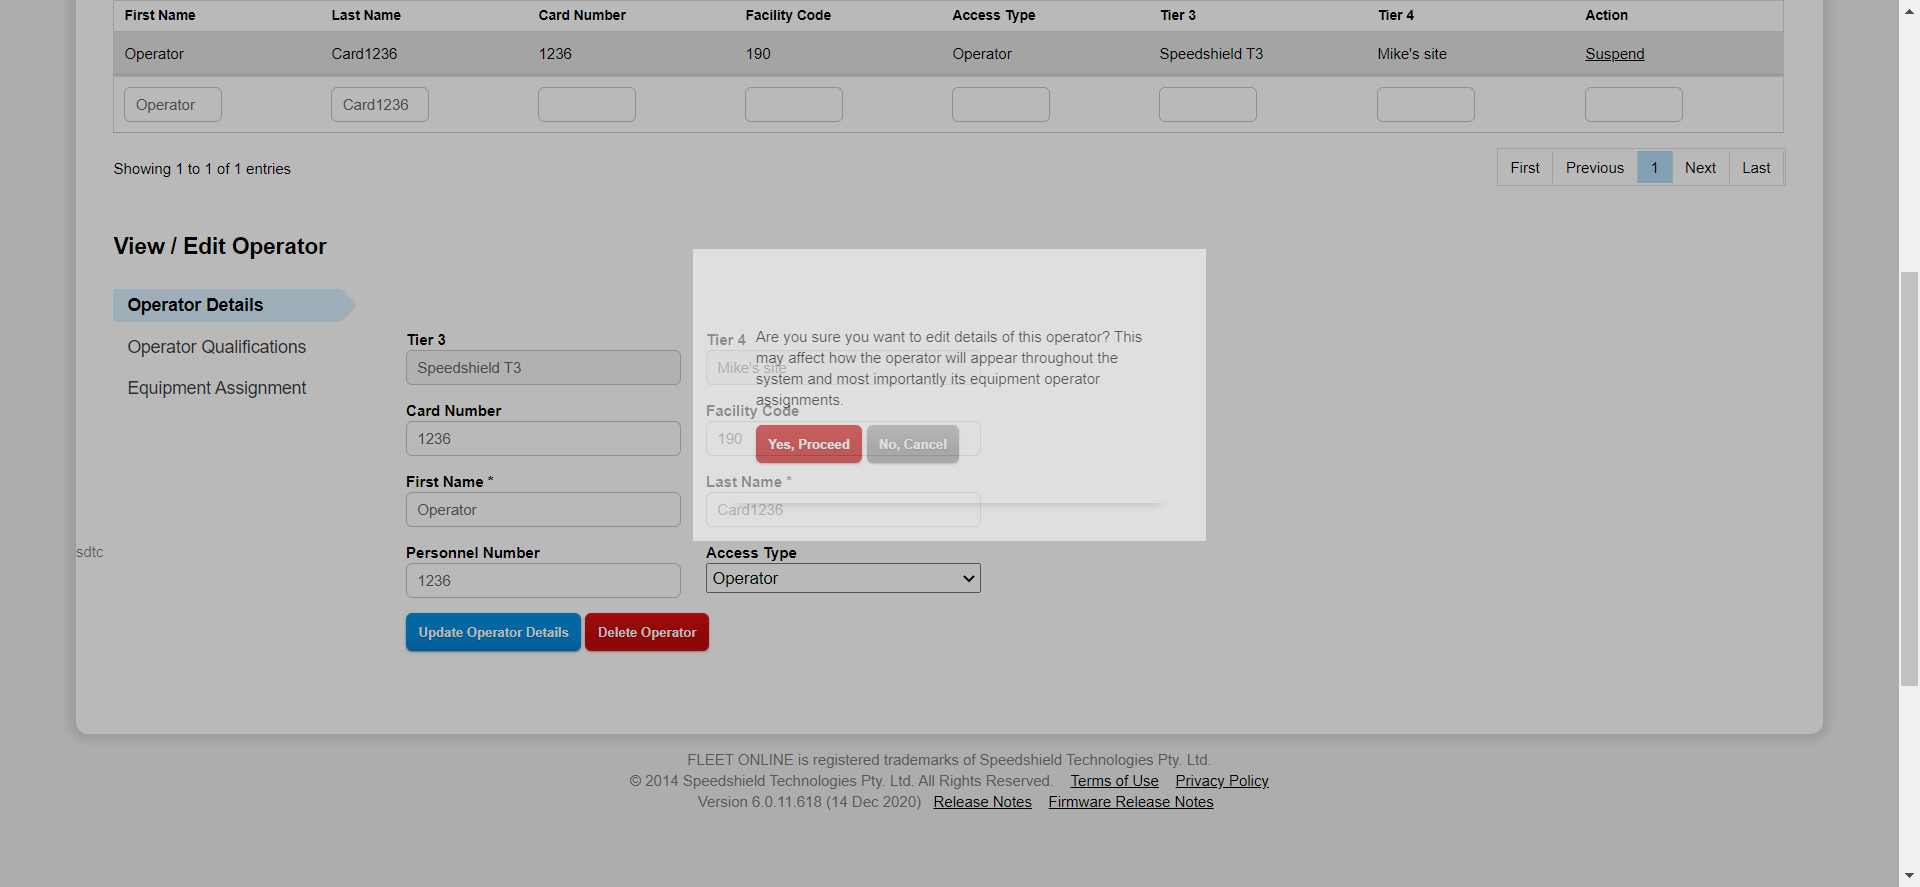 First Name Last Name Card Number Facility Code Access Type Tier 3 Tier 4 Action
Operator Card1236 1236 190 Operator Speedshield T3 Mike's site Suspend
Operator Card1236
Showing 1 to 1 of 1 entries
First Previous 1 Next Last
View / Edit Operator
Operator Details
Operator Qualifications
Equipment Assignment
Tier 3
Speedshield T3
Tier 4
Mike's site
Card Number
1236
Facility Code
190
First Name *
Operator
Last Name *
Card1236
Personnel Number
1236
Access Type
Operator
Update Operator Details Delete Operator
Are you sure you want to edit details of this operator? This
may affect how the operator will appear throughout the
system and most importantly its equipment operator
assignments.
Yes, Proceed No, Cancel
sdtc
FLEET ONLINE is registered trademarks of Speedshield Technologies Pty. Ltd.
© 2014 Speedshield Technologies Pty. Ltd. All Rights Reserved. Terms of Use Privacy Policy
Version 6.0.11.618 (14 Dec 2020) Release Notes Firmware Release Notes